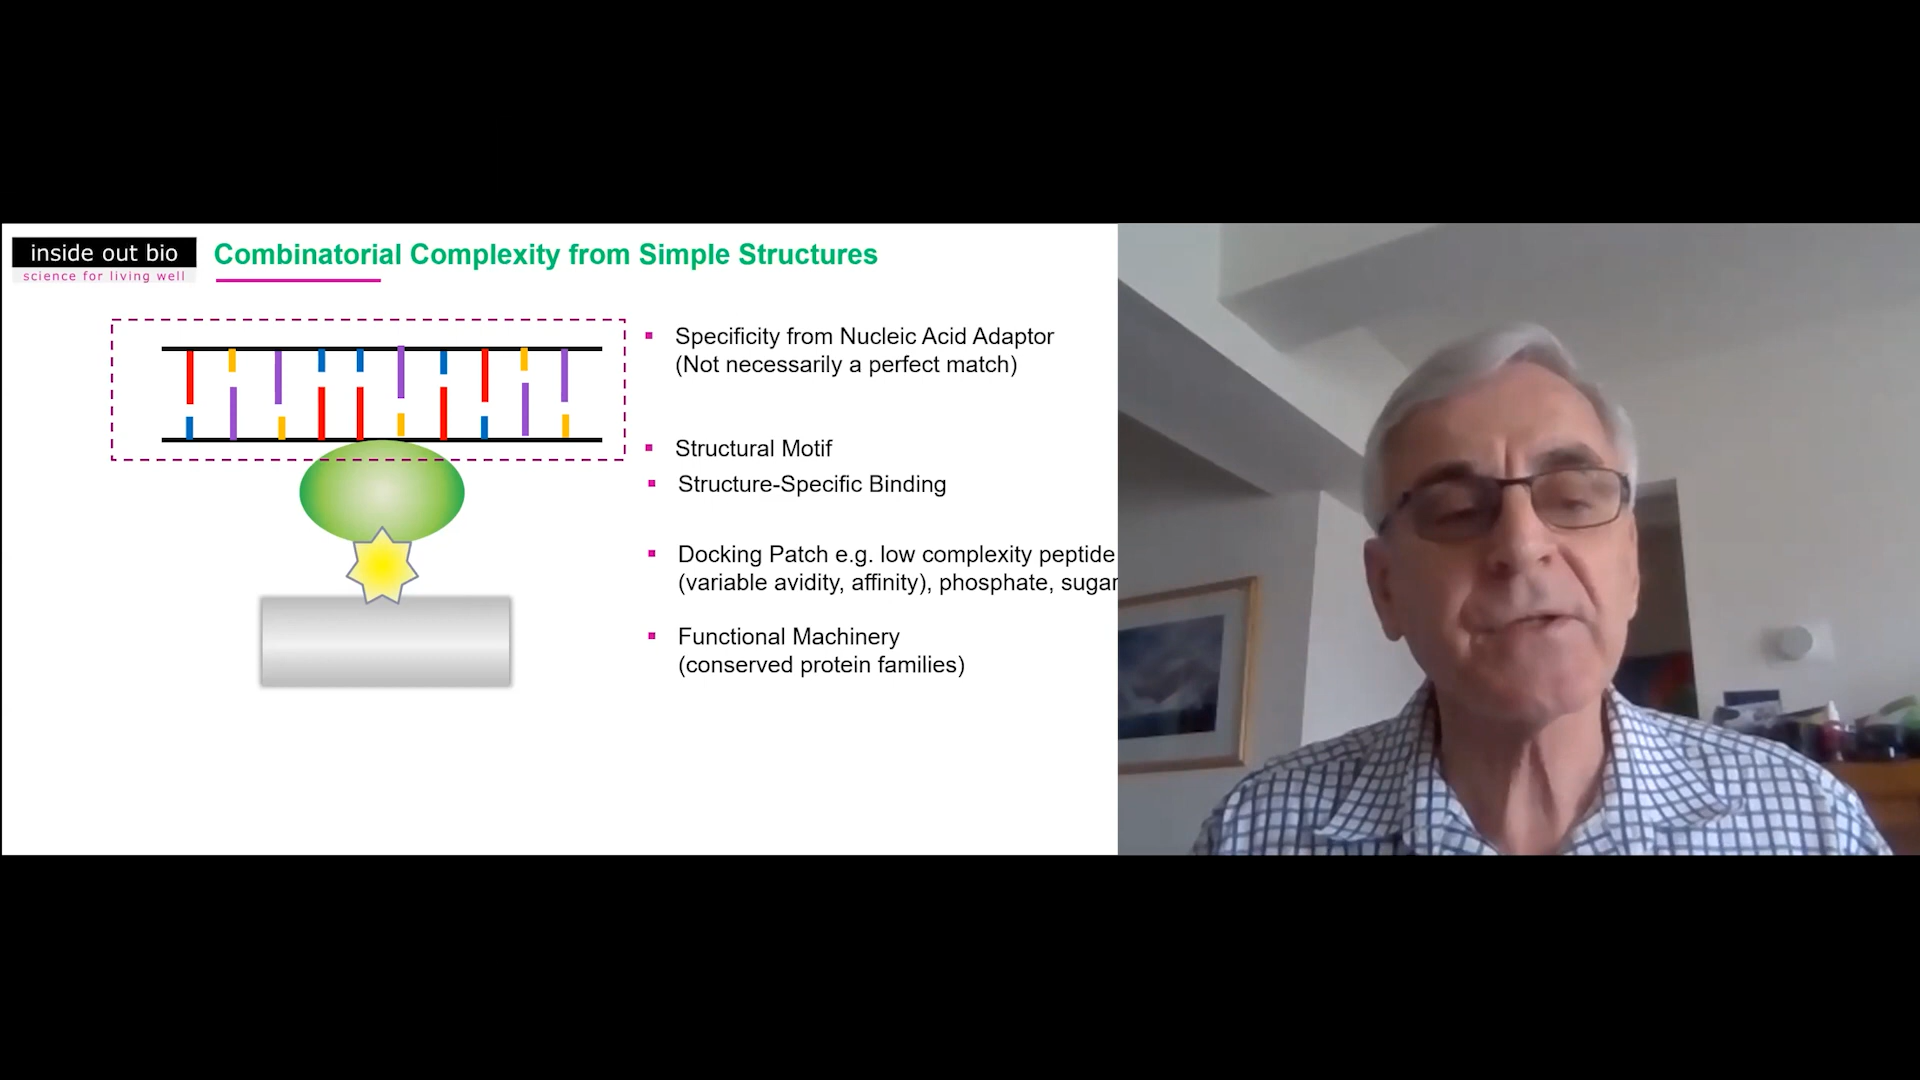 inside out bio
science for living well
Combinatorial Complexity from Simple Structures
Specificity from Nucleic Acid Adaptor
(Not necessarily a perfect match)
Structural Motif
Structure-Specific Binding
Docking Patch e.g. low complexity peptide
(variable avidity, affinity), phosphate, sugar
Functional Machinery
(conserved protein families)